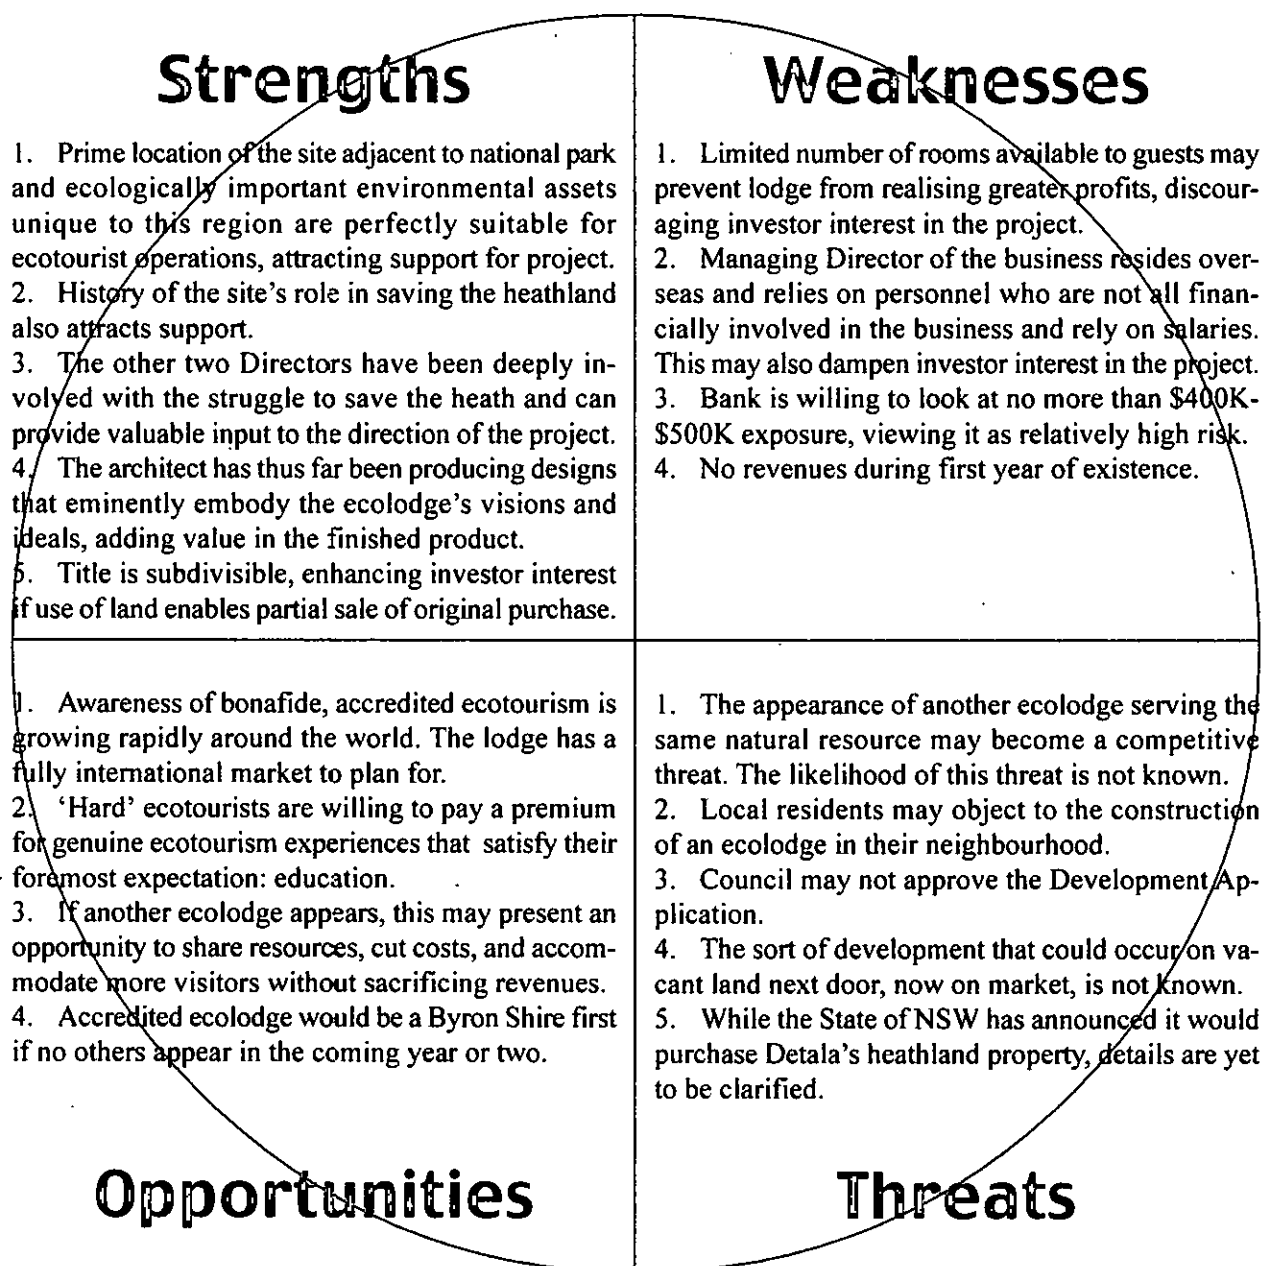 Strengths
1. Prime location of the site adjacent to national park
and ecologically important environmental assets
unique to this region are perfectly suitable for
ecotourist operations, attracting support for project.
2. History of the site's role in saving the heathland
also attracts support.
3. The other two Directors have been deeply in-
volved with the struggle to save the heath and can
provide valuable input to the direction of the project.
4. The architect has thus far been producing designs
that eminently embody the ecolodge's visions and
ideals, adding value in the finished product.
5. Title is subdivisible, enhancing investor interest
if use of land enables partial sale of original purchase.
Weaknesses
1. Limited number of rooms available to guests may
prevent lodge from realising greater profits, discour-
aging investor interest in the project.
2. Managing Director of the business resides over-
seas and relies on personnel who are not all finan-
cially involved in the business and rely on salaries.
This may also dampen investor interest in the project.
3. Bank is willing to look at no more than $400K-
$500K exposure, viewing it as relatively high risk.
4. No revenues during first year of existence.
1. Awareness of bonafide, accredited ecotourism is
growing rapidly around the world. The lodge has a
fully international market to plan for.
2. 'Hard' ecotourists are willing to pay a premium
for genuine ecotourism experiences that satisfy their
foremost expectation: education.
3. If another ecolodge appears, this may present an
opportunity to share resources, cut costs, and accom-
modate more visitors without sacrificing revenues.
4. Accredited ecolodge would be a Byron Shire first
if no others appear in the coming year or two.
Opportunities
1. The appearance of another ecolodge serving the
same natural resource may become a competitive
threat. The likelihood of this threat is not known.
2. Local residents may object to the construction
of an ecolodge in their neighbourhood.
3. Council may not approve the Development Ap-
plication.
4. The sort of development that could occur on va-
cant land next door, now on market, is not known.
5. While the State of NSW has announced it would
purchase Detala's heathland property, details are yet
to be clarified.
Threats